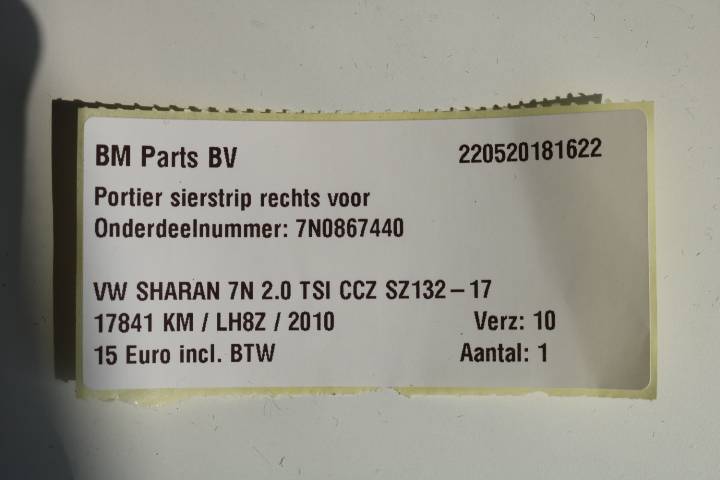 BM Parts BV 220520181622
Portier sierstrip rechts voor
Onderdeelnummer: 7N0867440
VW SHARAN 7N 2.0 TSI CCZ SZ132-17
17841 KM / LH8Z / 2010 Verz: 10
15 Euro incl. BTW Aantal: 1